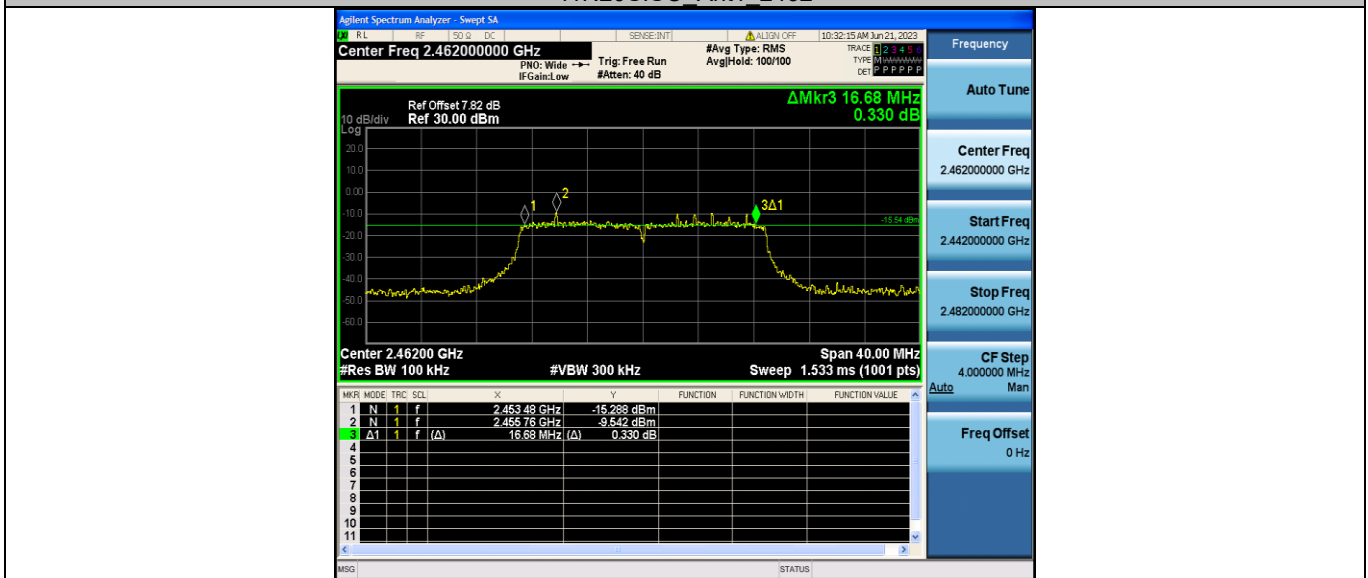 Agilent Spectrum Analyzer - Swept SA
RL RF 50 Ω DC SENSE:INT ALIGN OFF 10:32:15 AM Jun 21, 2023
Center Freq 2.462000000 GHz
PNO: Wide
IFGain:Low
Trig: Free Run
#Atten: 40 dB
#Avg Type: RMS
Avg|Hold: 100/100
TRACE 1 2 3 4 5 6
TYPE M
DET P P P P P P
Ref Offset 7.82 dB
10 dB/div Ref 30.00 dBm
Log
ΔMkr3 16.68 MHz
0.330 dB
20.0
10.0
0.00
-10.0
-20.0
-30.0
-40.0
-50.0
-60.0
1
2
3Δ1
-15.54 dBm
Center 2.46200 GHz Span 40.00 MHz
#Res BW 100 kHz #VBW 300 kHz Sweep 1.533 ms (1001 pts)
MKR MODE TRC SCL X Y FUNCTION FUNCTION WIDTH FUNCTION VALUE
1 N 1 f 2.453 48 GHz -15.288 dBm
2 N 1 f 2.455 76 GHz -9.542 dBm
3 Δ1 1 f (Δ) 16.68 MHz (Δ) 0.330 dB
4
5
6
7
8
9
10
11
MSG STATUS
Frequency
Auto Tune
Center Freq
2.462000000 GHz
Start Freq
2.442000000 GHz
Stop Freq
2.482000000 GHz
CF Step
4.000000 MHz
Auto Man
Freq Offset
0 Hz